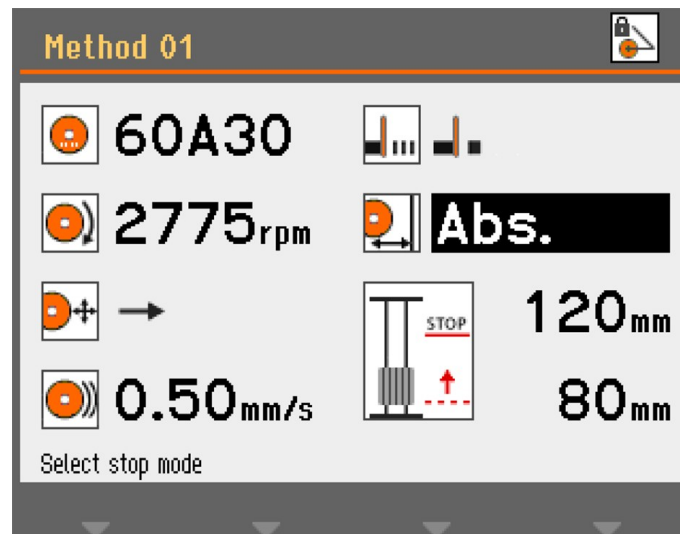 Method 01
60A30
2775rpm
Abs.
STOP
120mm
0.50mm/s
80mm
Select stop mode